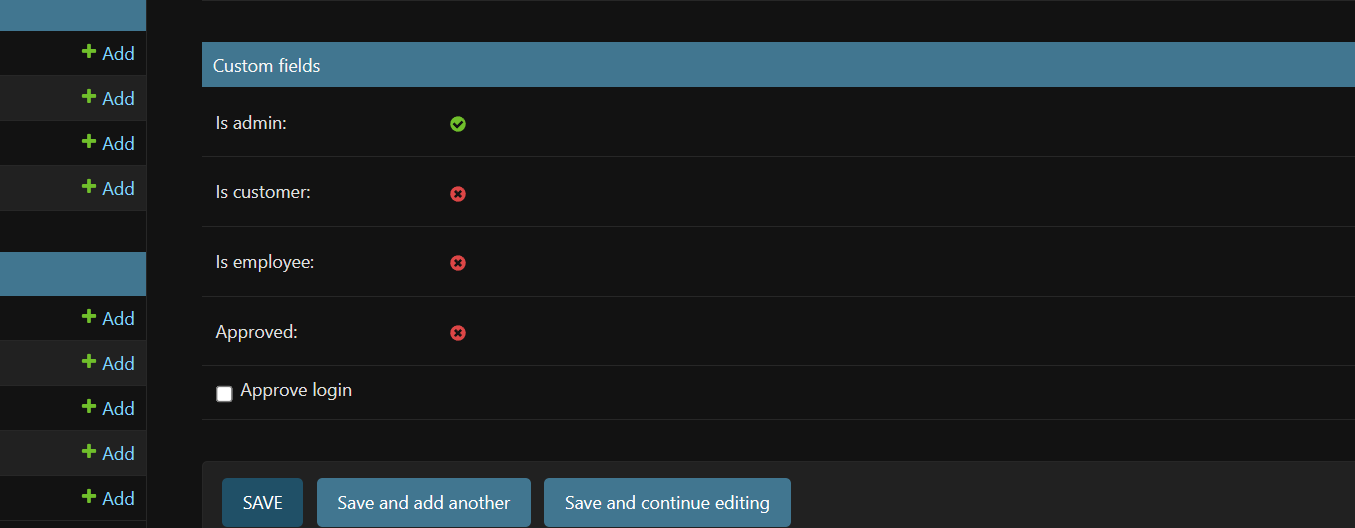 Add
Add
Add
Add
Add
Add
Add
Add
Add
Custom fields
Is admin:
Is customer:
Is employee:
Approved:
Approve login
SAVE
Save and add another
Save and continue editing